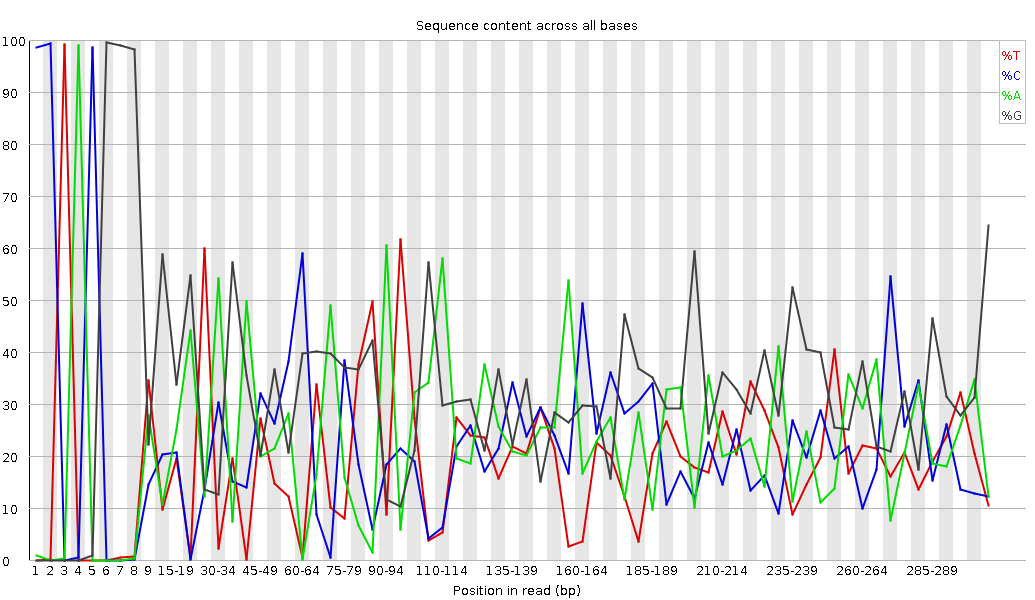 Sequence content across all bases
100
90
80
70
60
50
40
30
20
10
0
%T
%C
%A
%G
1 2 3 4 5 6 7 8 9 15-19 30-34 45-49 60-64 75-79 90-94 110-114 135-139 160-164 185-189 210-214 235-239 260-264 285-289
Position in read (bp)